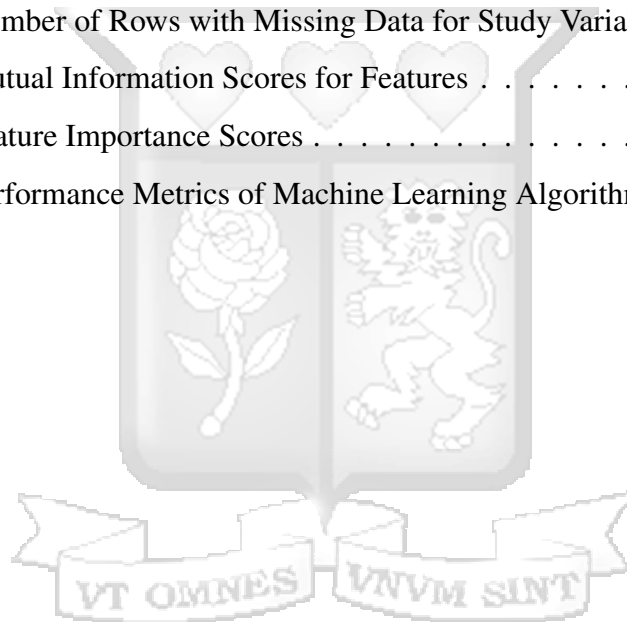 mber of Rows with Missing Data for Study Varia
utual Information Scores for Features . . . . . . .
ature Importance Scores . . . . . . . . . . . . . . .
rformance Metrics of Machine Learning Algorith
VT OMNES VNVM SINT